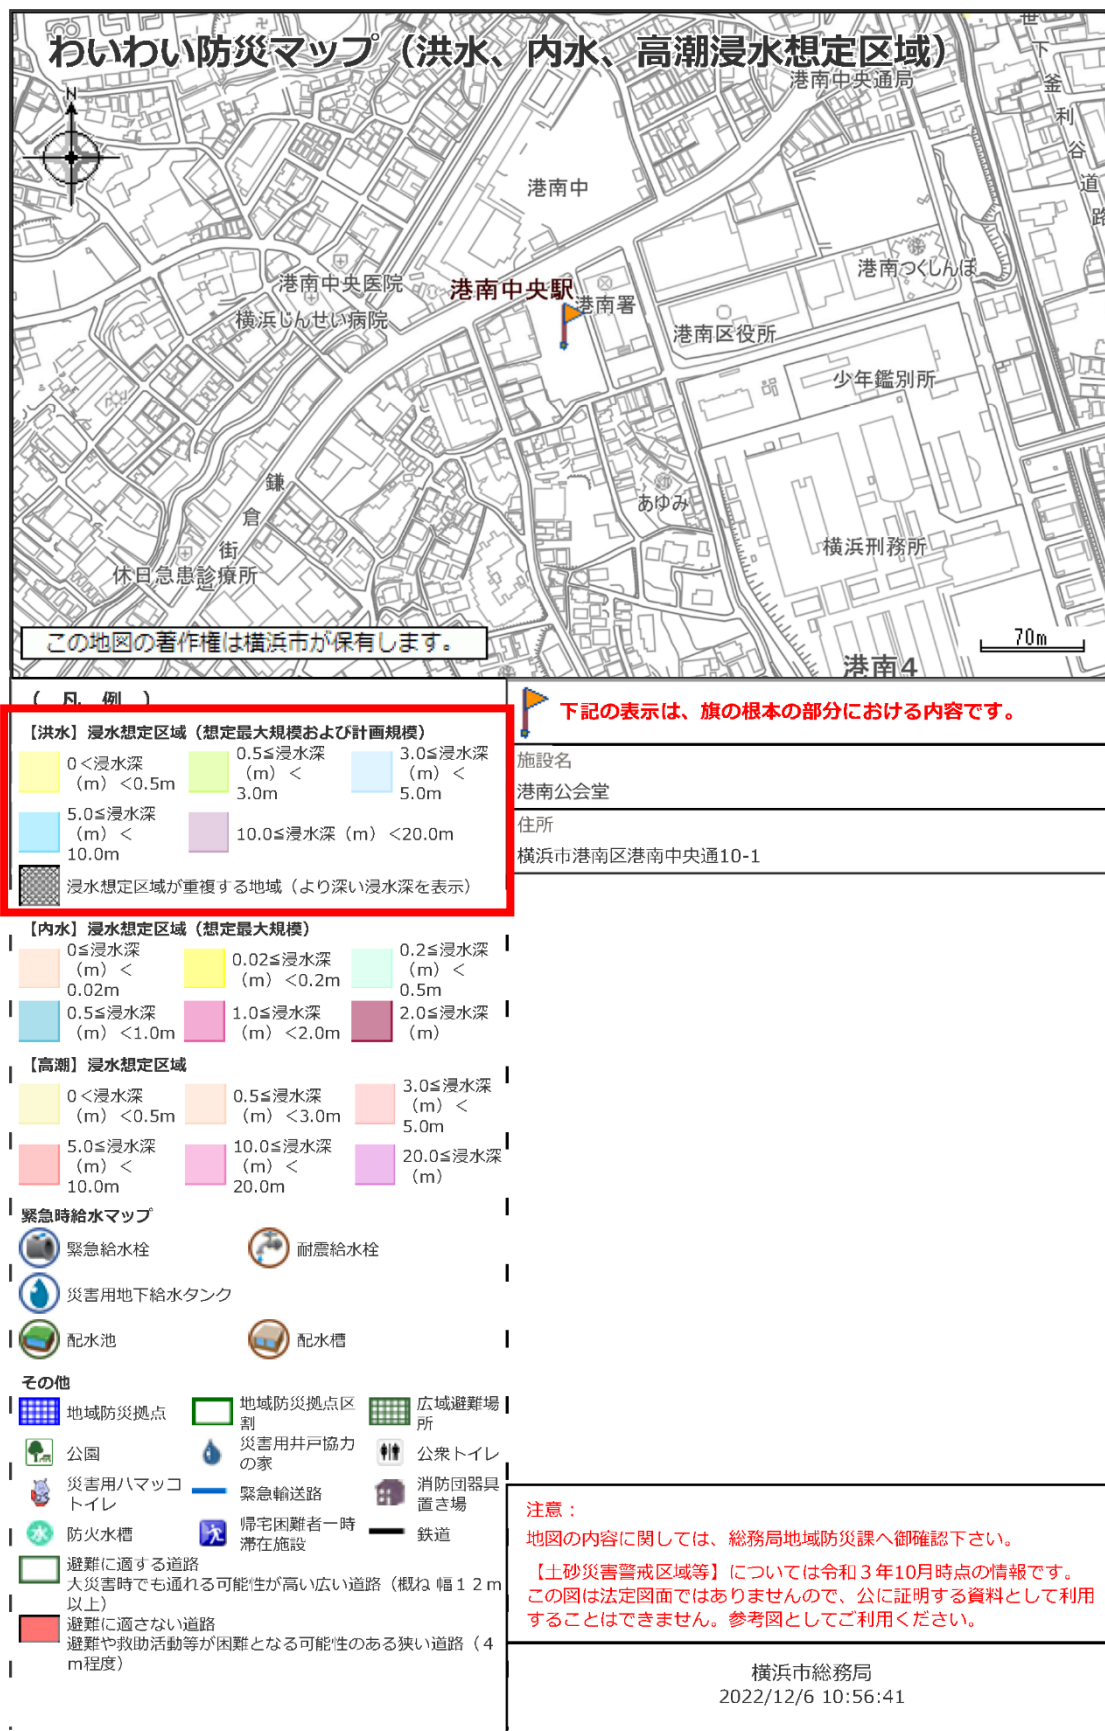 わいわい防災マップ（洪水、内水、高潮浸水想定区域）
N
港南中央通局
世
下
釜
利
谷
道
路
港南中
港南つくしんぼ
港南中央医院
港南中央駅
港南署
横浜じんせい病院
港南区役所
少年鑑別所
鎌
倉
街
道
あゆみ
横浜刑務所
休日急患診療所
この地図の著作権は横浜市が保有します。
70m
港南4
（ 凡 例 ）
【洪水】浸水想定区域（想定最大規模および計画規模）
0＜浸水深（m）＜0.5m
0.5≦浸水深（m）＜3.0m
3.0≦浸水深（m）＜5.0m
5.0≦浸水深（m）＜10.0m
10.0≦浸水深（m）＜20.0m
浸水想定区域が重複する地域（より深い浸水深を表示）
【内水】浸水想定区域（想定最大規模）
0≦浸水深（m）＜0.02m
0.02≦浸水深（m）＜0.2m
0.2≦浸水深（m）＜0.5m
0.5≦浸水深（m）＜1.0m
1.0≦浸水深（m）＜2.0m
2.0≦浸水深（m）
【高潮】浸水想定区域
0＜浸水深（m）＜0.5m
0.5≦浸水深（m）＜3.0m
3.0≦浸水深（m）＜5.0m
5.0≦浸水深（m）＜10.0m
10.0≦浸水深（m）＜20.0m
20.0≦浸水深（m）
緊急時給水マップ
緊急給水栓
耐震給水栓
災害用地下給水タンク
配水池
配水槽
その他
地域防災拠点
地域防災拠点区割
広域避難場所
公園
災害用井戸協力の家
公衆トイレ
災害用ハマッコトイレ
緊急輸送路
消防団器具置き場
水
防火水槽
帰宅困難者一時滞在施設
鉄道
避難に適する道路
大災害時でも通れる可能性が高い広い道路（概ね 幅１２ｍ
以上）
避難に適さない道路
避難や救助活動等が困難となる可能性のある狭い道路（４
ｍ程度）
下記の表示は、旗の根本の部分における内容です。
施設名
港南公会堂
住所
横浜市港南区港南中央通10-1
注意：
地図の内容に関しては、総務局地域防災課へ御確認下さい。
【土砂災害警戒区域等】については令和３年10月時点の情報です。
この図は法定図面ではありませんので、公に証明する資料として利用
することはできません。参考図としてご利用ください。
横浜市総務局
2022/12/6 10:56:41